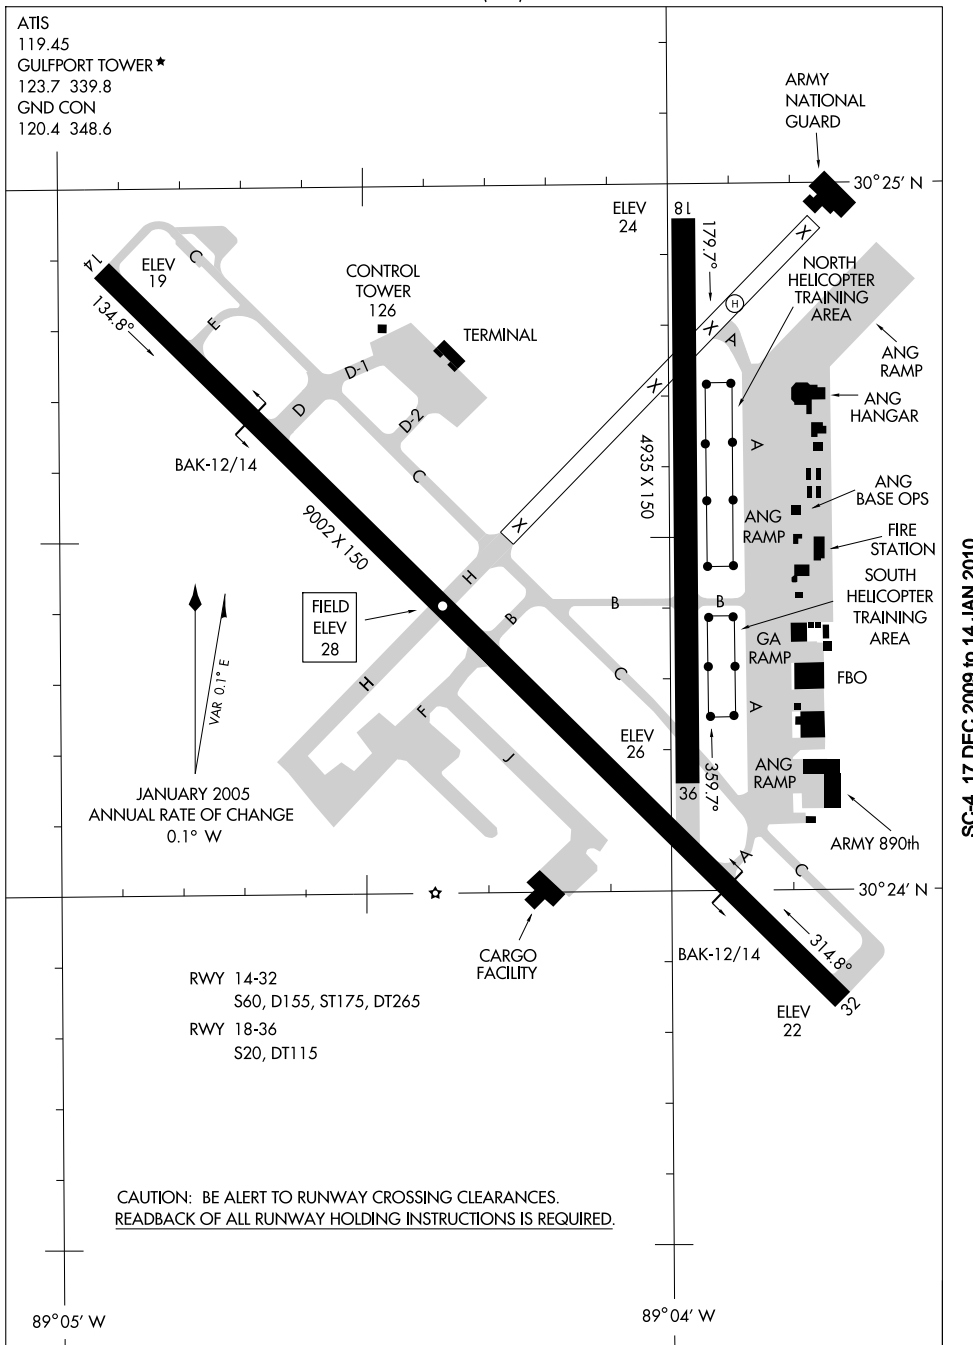 ATIS
119.45
GULFPORT TOWER★
123.7 339.8
GND CON
120.4 348.6
ARMY
NATIONAL
GUARD
30°25' N
ELEV
24
18
179.7°
X
NORTH
HELICOPTER
TRAINING
AREA
H
X
A
14
ELEV
19
C
134.8°
E
CONTROL
TOWER
126
TERMINAL
D-1
D
D-2
BAK-12/14
C
X
ANG
RAMP
ANG
HANGAR
A
4935 X 150
ANG
BASE OPS
ANG
RAMP
FIRE
STATION
9002 X 150
X
H
SOUTH
HELICOPTER
TRAINING
AREA
B
B
B
FIELD
ELEV
28
VAR 0.1° E
H
F
J
C
GA
RAMP
FBO
A
ELEV
26
359.7°
36
ANG
RAMP
JANUARY 2005
ANNUAL RATE OF CHANGE
0.1° W
ARMY 890th
A
C
30°24' N
CARGO
FACILITY
BAK-12/14
314.8°
32
ELEV
22
RWY 14-32
S60, D155, ST175, DT265
RWY 18-36
S20, DT115
CAUTION: BE ALERT TO RUNWAY CROSSING CLEARANCES.
READBACK OF ALL RUNWAY HOLDING INSTRUCTIONS IS REQUIRED.
89°05' W
89°04' W
SC-4, 17 DEC 2009 to 14 JAN 2010